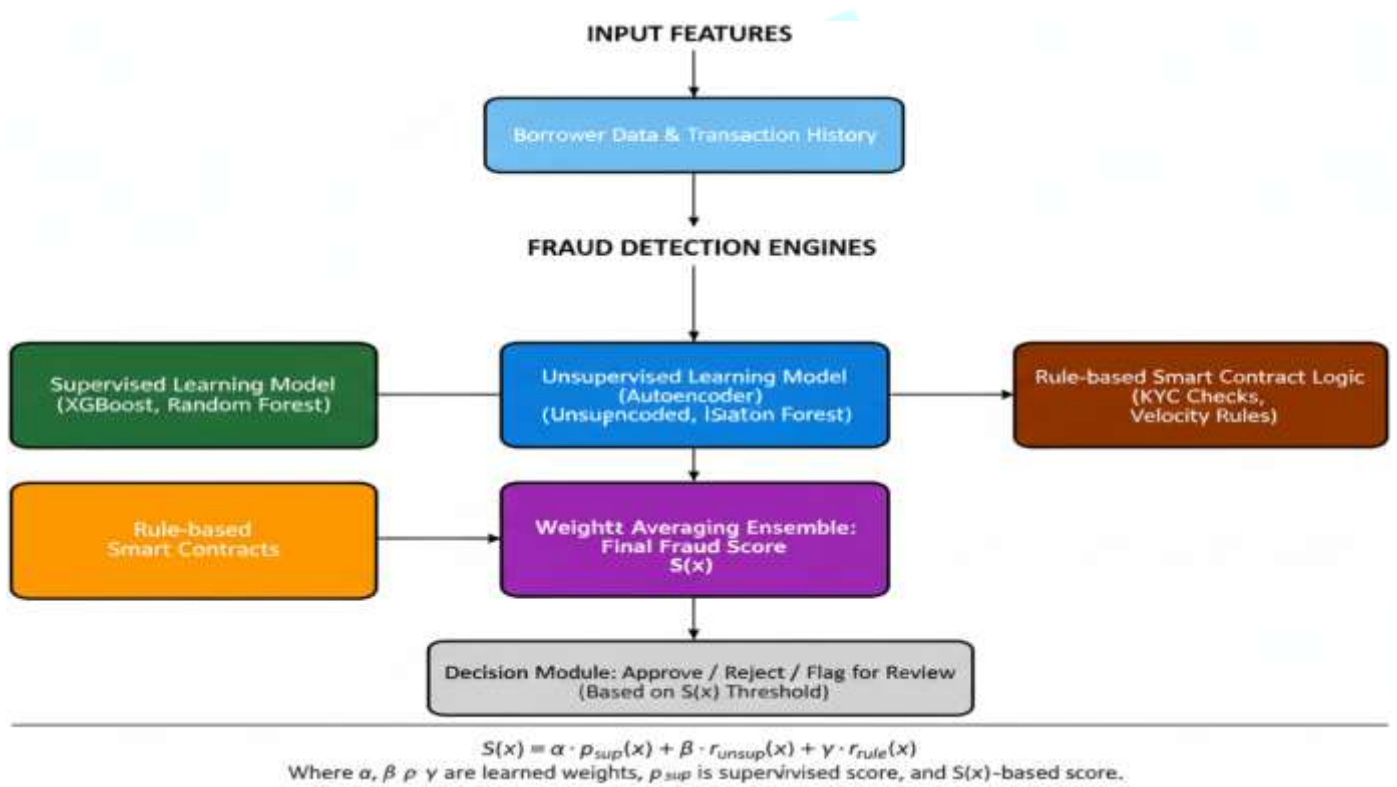 INPUT FEATURES
Borrower Data & Transaction History
FRAUD DETECTION ENGINES
Supervised Learning Model
(XGBoost, Random Forest)
Unsupervised Learning Model
(Autoencoder)
(Unsupencoded, Forest)
Rule-based Smart Contract Logic
(KYC Checks,
Velocity Rules)
Rule-based
Smart Contracts
Weightt Averaging Ensemble:
Final Fraud Score
S(x)
Decision Module: Approve / Reject / Flag for Review
(Based on S(x) Threshold)
S(x) = α · p_sup(x) + β · r_unsup(x) + γ · r_rule(x)
Where α, β ρ γ are learned weights, p_sup is score, and S(x)-based score.